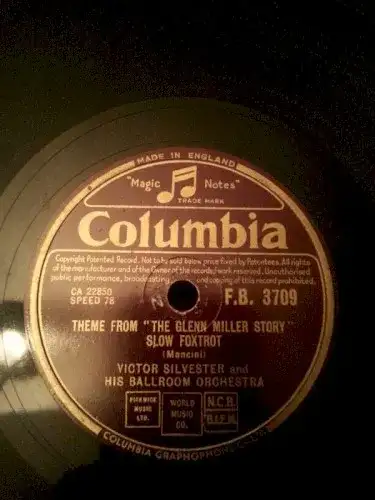 MADE IN ENGLAND
"Magic Notes"
TRADE MARK
Columbia
Copyright Patented Record. Not to be sold below price fixed by Patentees. All rights
of the manufacturer and of the Owner of the recorded work reserved. Unauthorised
public performance, broadcasting and copying of this record prohibited.
CA 22850
SPEED 78
F.B. 3709
THEME FROM "THE GLENN MILLER STORY"
SLOW FOXTROT
(Mancini)
VICTOR SILVESTER and
HIS BALLROOM ORCHESTRA
PICKWICK
MUSIC
LTD.
WORLD
MUSIC
CO.
N.C.B.
COLUMBIA GRAPHOPHONE